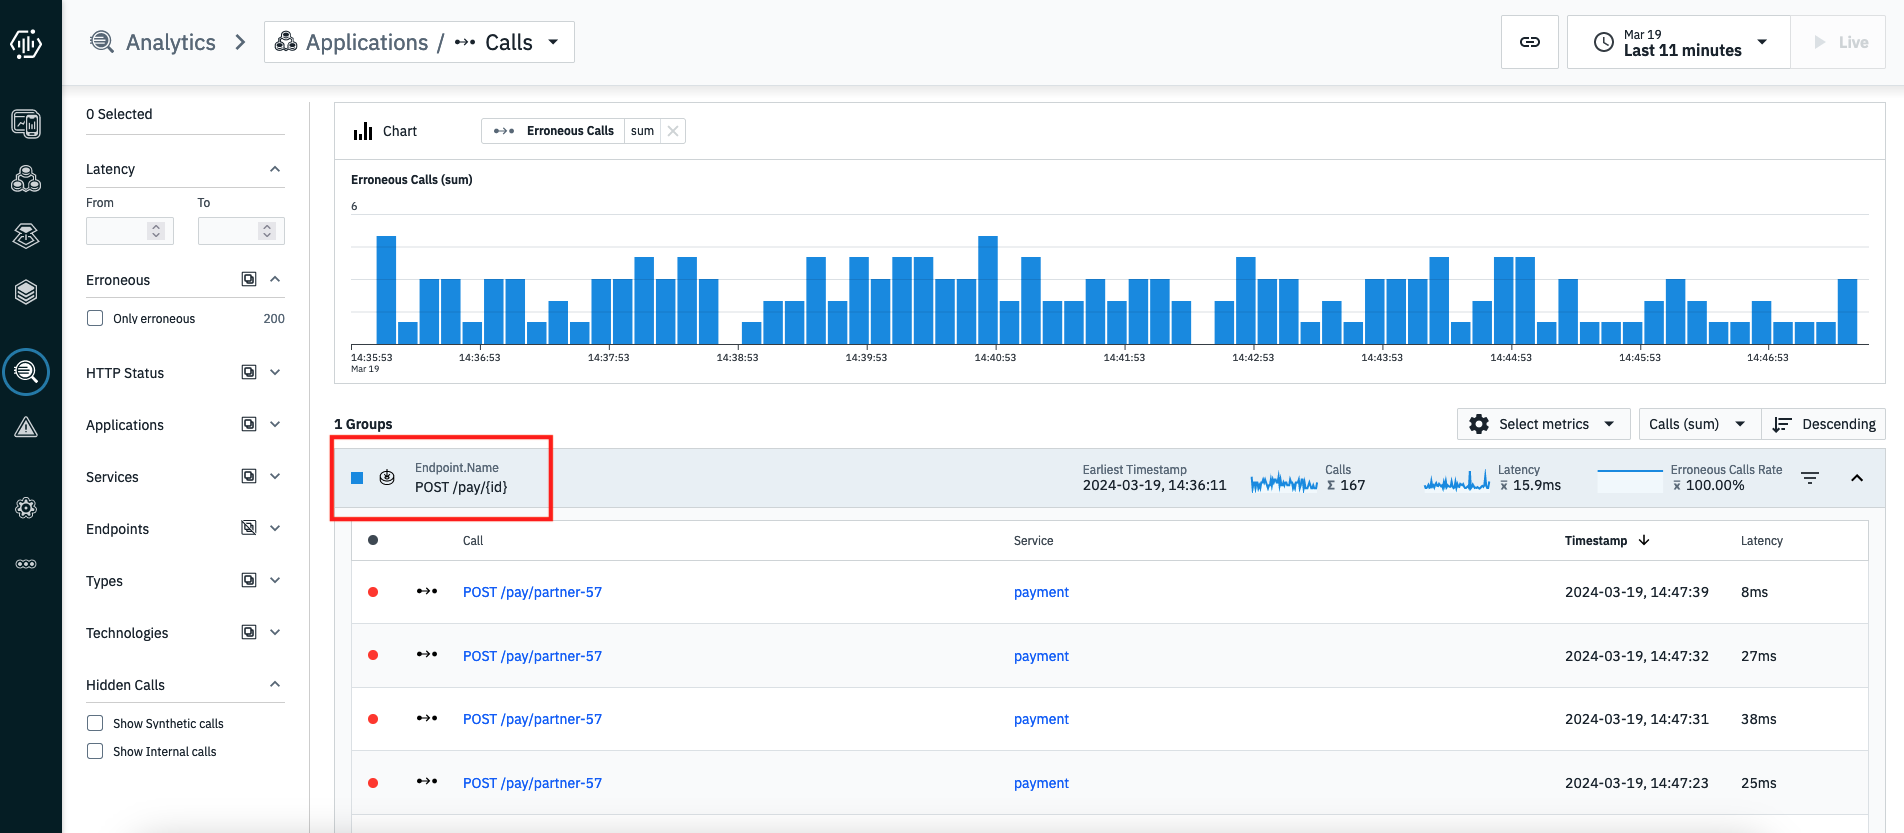 Analytics
Applications / Calls
Mar 19
Last 11 minutes
Live
0 Selected
Latency
From To
Erroneous
Only erroneous 200
HTTP Status
Applications
Services
Endpoints
Types
Technologies
Hidden Calls
Show Synthetic calls
Show Internal calls
Chart
Erroneous Calls sum
Erroneous Calls (sum)
6
14:35:53 14:36:53 14:37:53 14:38:53 14:39:53 14:40:53 14:41:53 14:42:53 14:43:53 14:44:53 14:45:53 14:46:53
Mar 19
1 Groups
Select metrics Calls (sum) Descending
Endpoint.Name
POST /pay/{id}
Earliest Timestamp
2024-03-19, 14:36:11
Calls
Σ 167
Latency
x̄ 15.9ms
Erroneous Calls Rate
x̄ 100.00%
Call Service Timestamp Latency
POST /pay/partner-57 payment 2024-03-19, 14:47:39 8ms
POST /pay/partner-57 payment 2024-03-19, 14:47:32 27ms
POST /pay/partner-57 payment 2024-03-19, 14:47:31 38ms
POST /pay/partner-57 payment 2024-03-19, 14:47:23 25ms